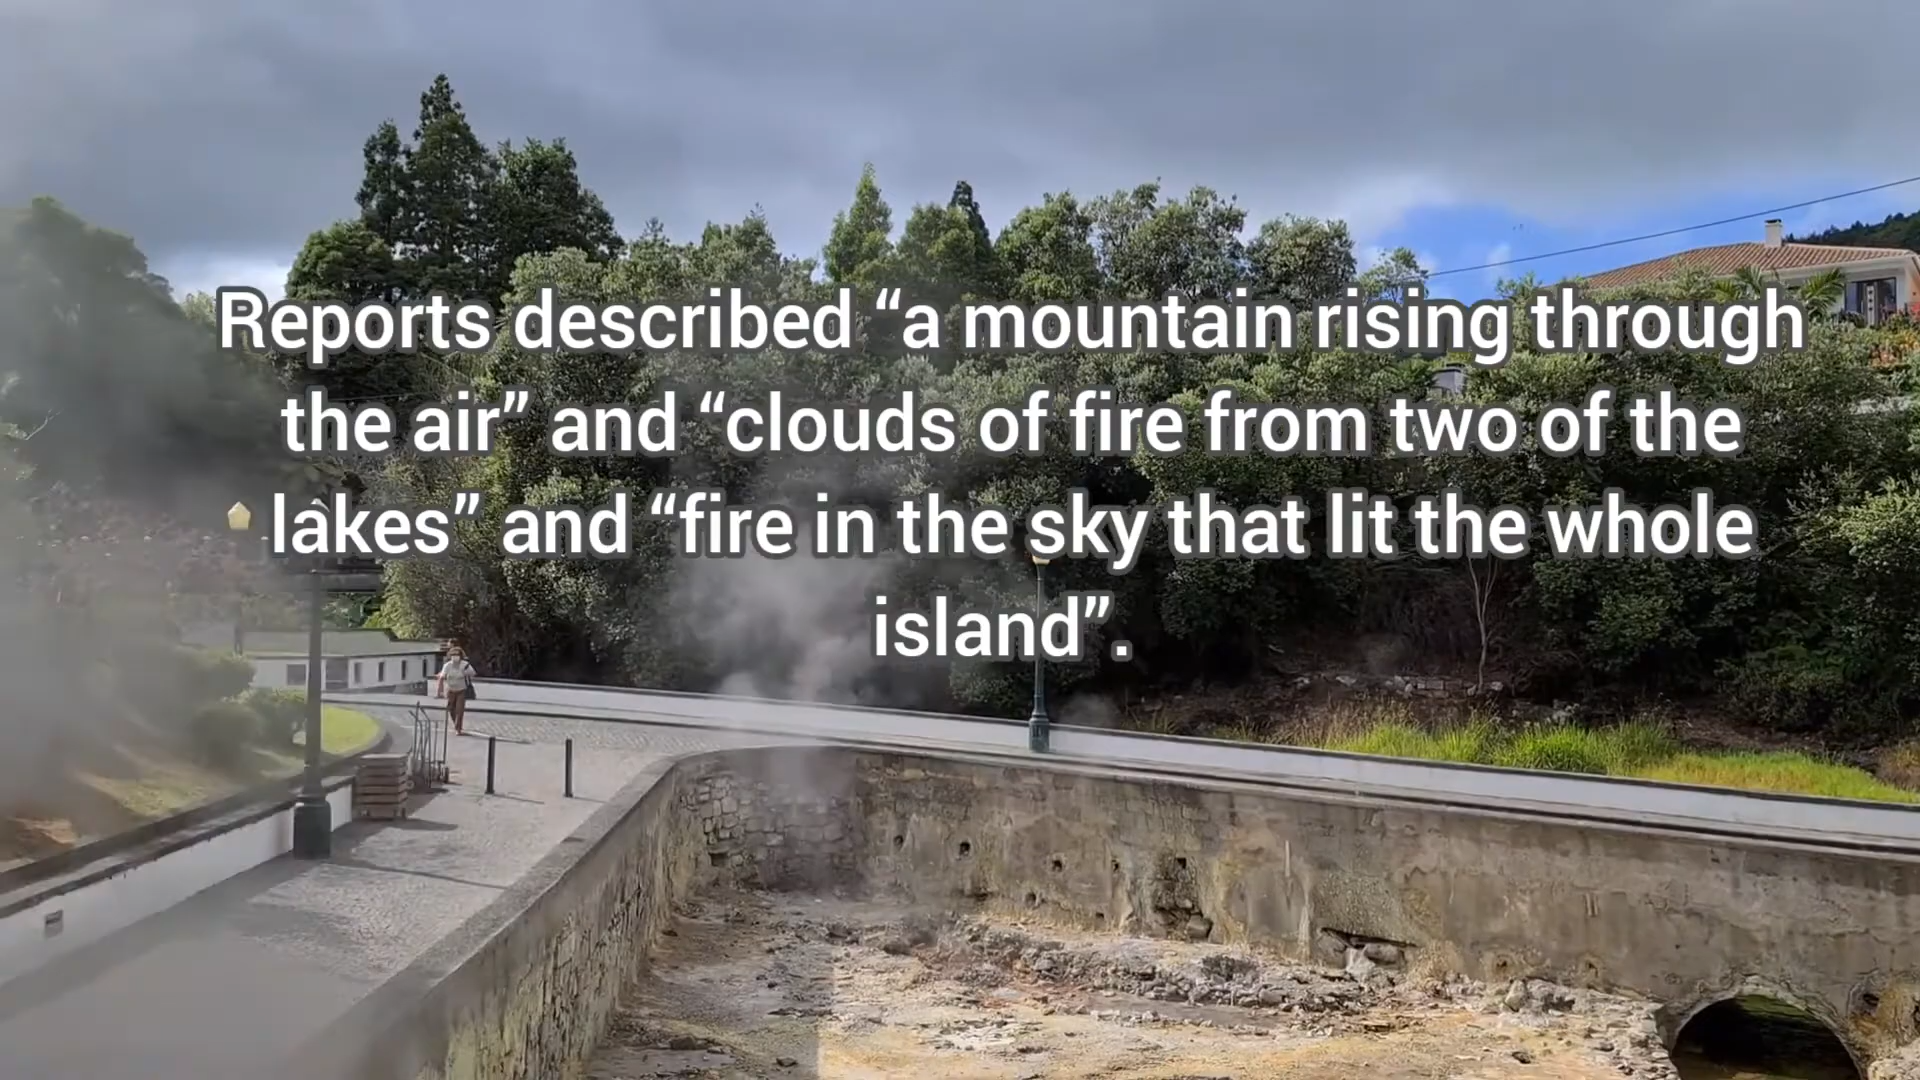 Reports described “a mountain rising through
the air” and “clouds of fire from two of the
lakes” and “fire in the sky that lit the whole
island”.